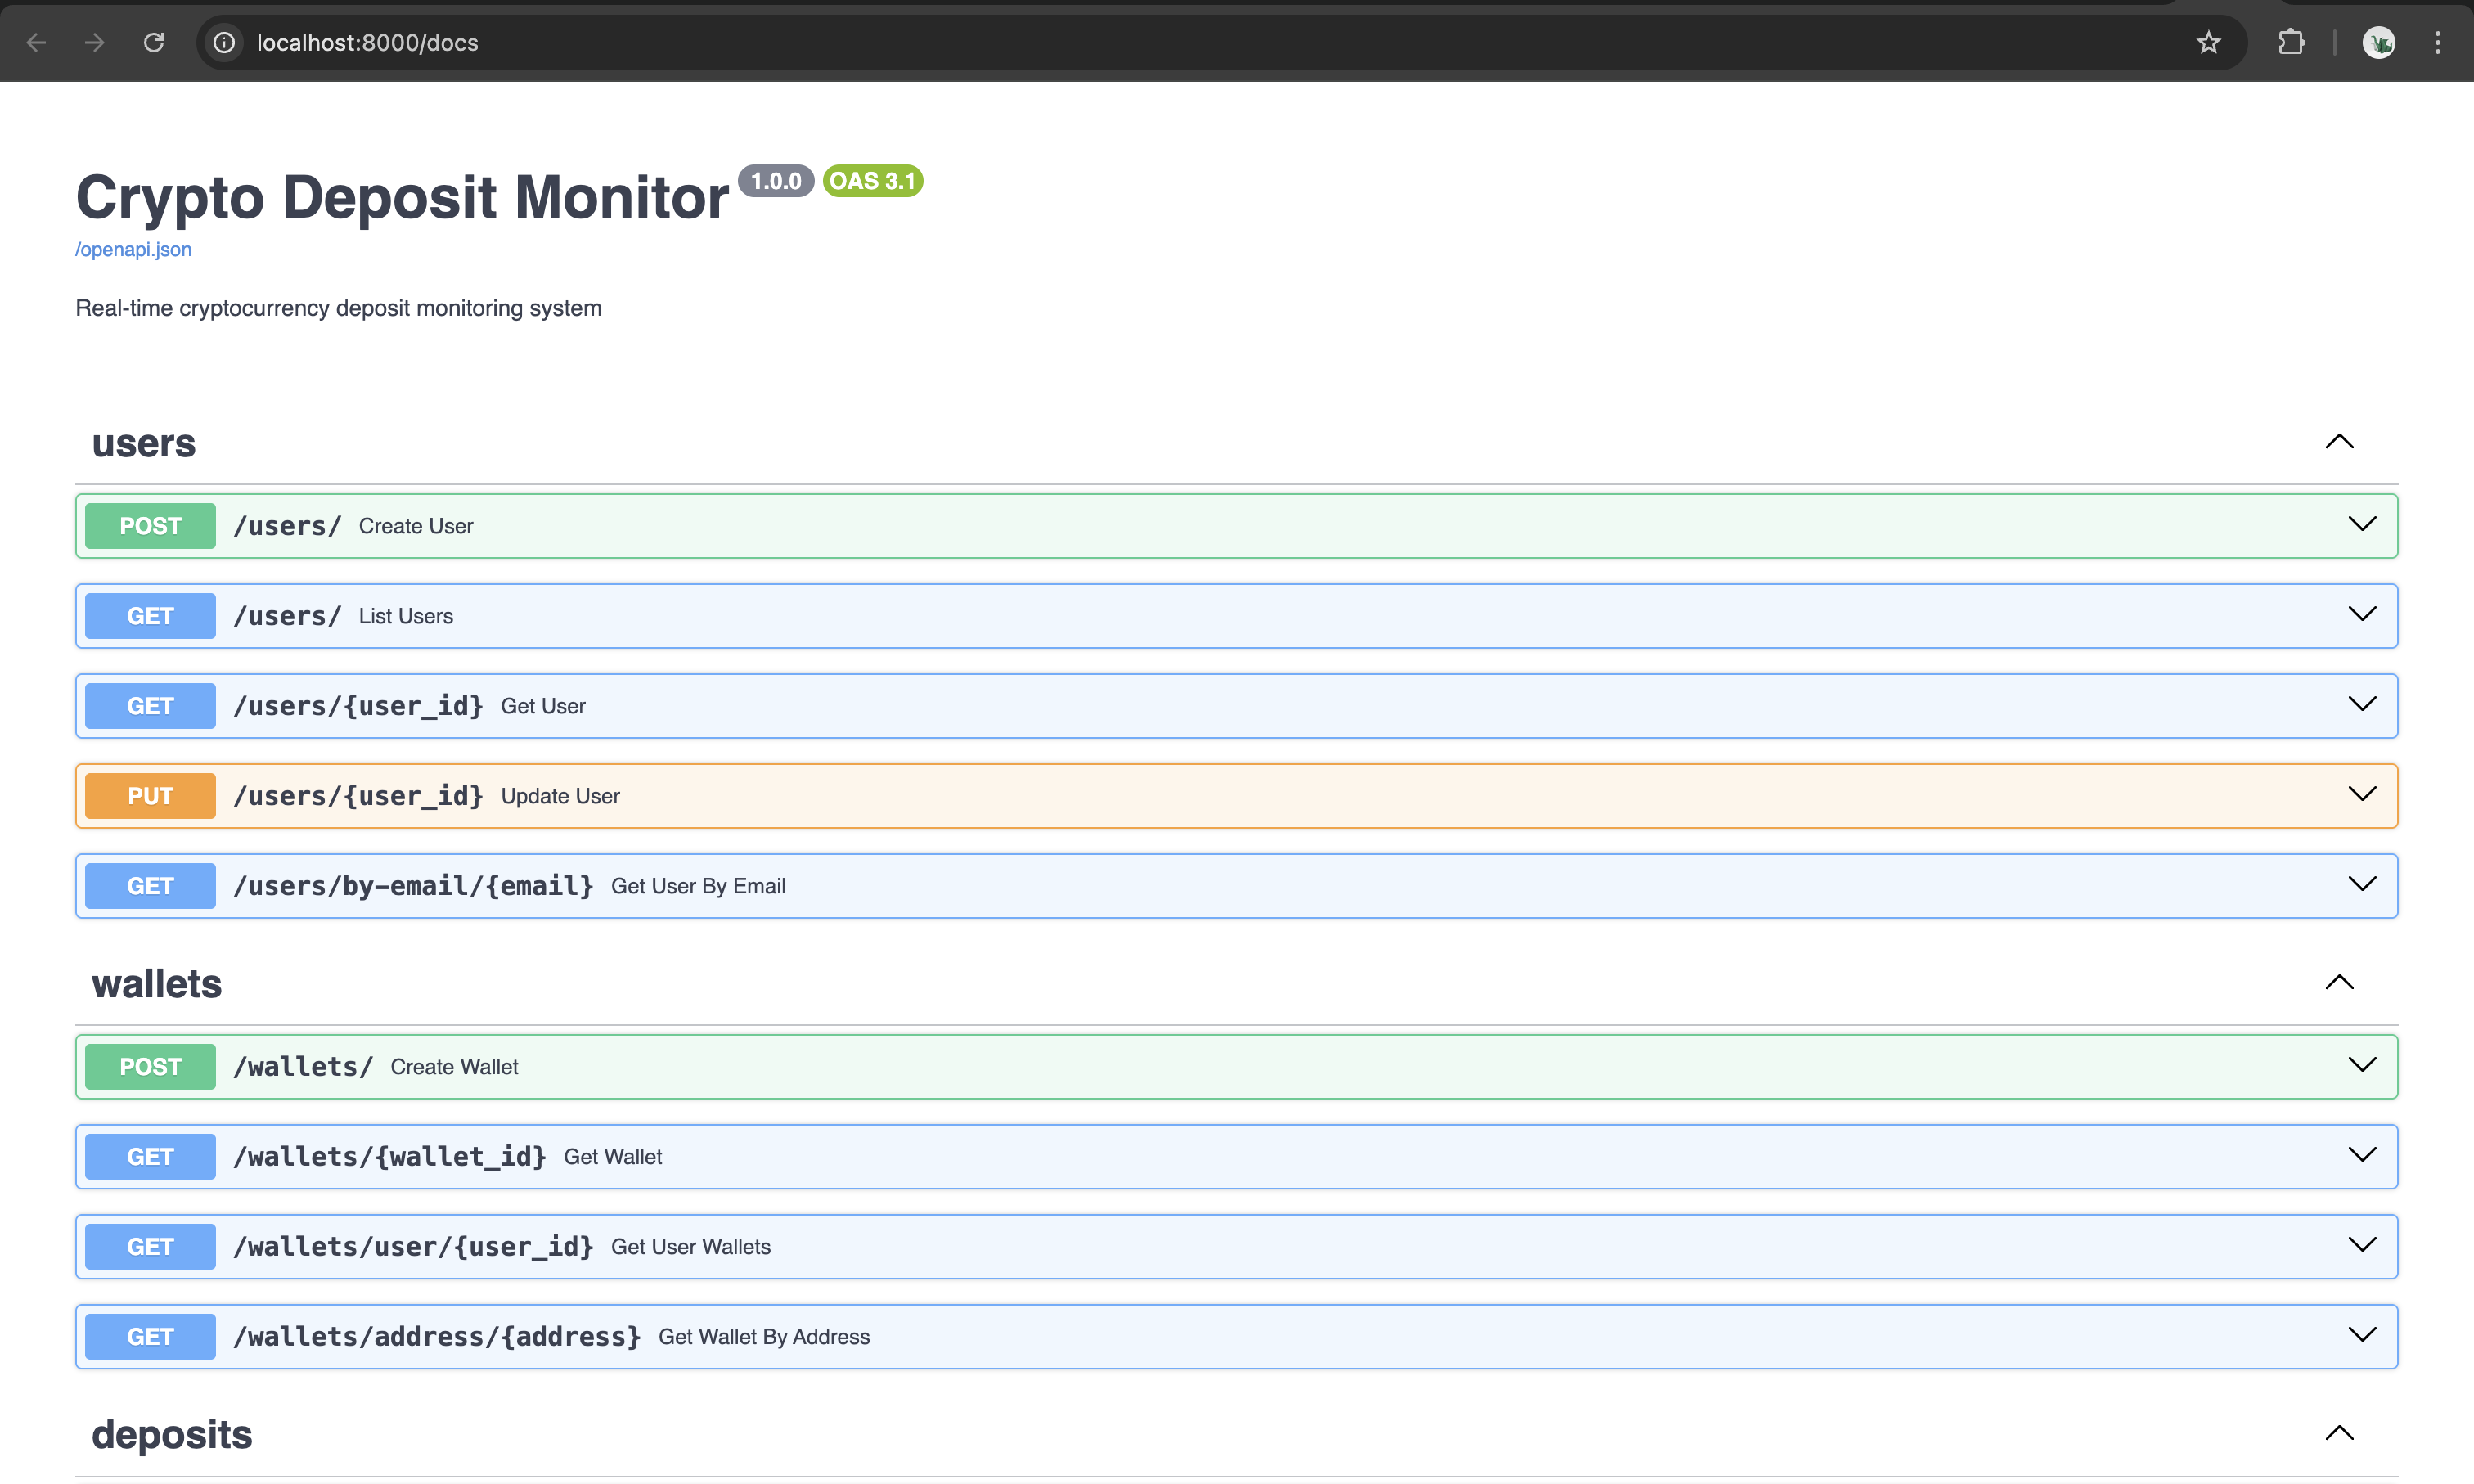 localhost:8000/docs
Crypto Deposit Monitor 1.0.0 OAS 3.1
/openapi.json
Real-time cryptocurrency deposit monitoring system
users
POST /users/ Create User
GET /users/ List Users
GET /users/{user_id} Get User
PUT /users/{user_id} Update User
GET /users/by-email/{email} Get User By Email
wallets
POST /wallets/ Create Wallet
GET /wallets/{wallet_id} Get Wallet
GET /wallets/user/{user_id} Get User Wallets
GET /wallets/address/{address} Get Wallet By Address
deposits